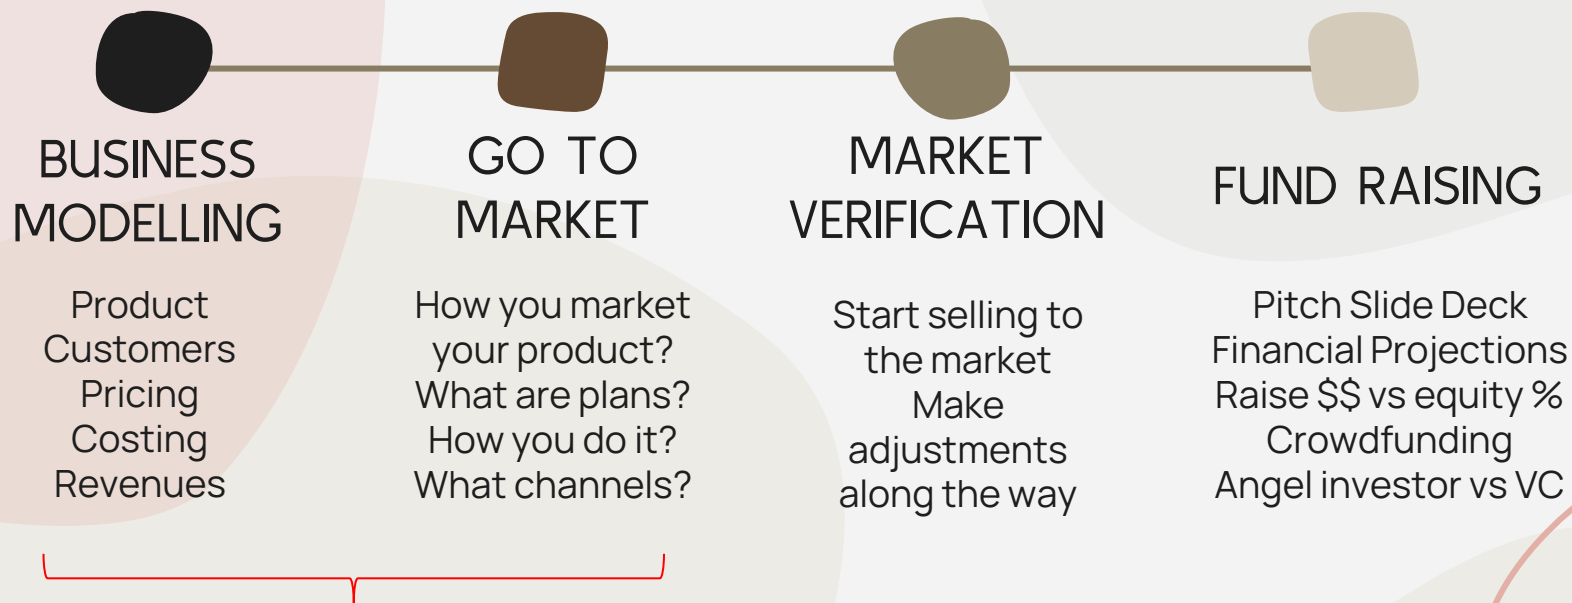 BUSINESS
MODELLING
Product
Customers
Pricing
Costing
Revenues
GO TO
MARKET
How you market
your product?
What are plans?
How you do it?
What channels?
MARKET
VERIFICATION
Start selling to
the market
Make
adjustments
along the way
FUND RAISING
Pitch Slide Deck
Financial Projections
Raise $$ vs equity %
Crowdfunding
Angel investor vs VC